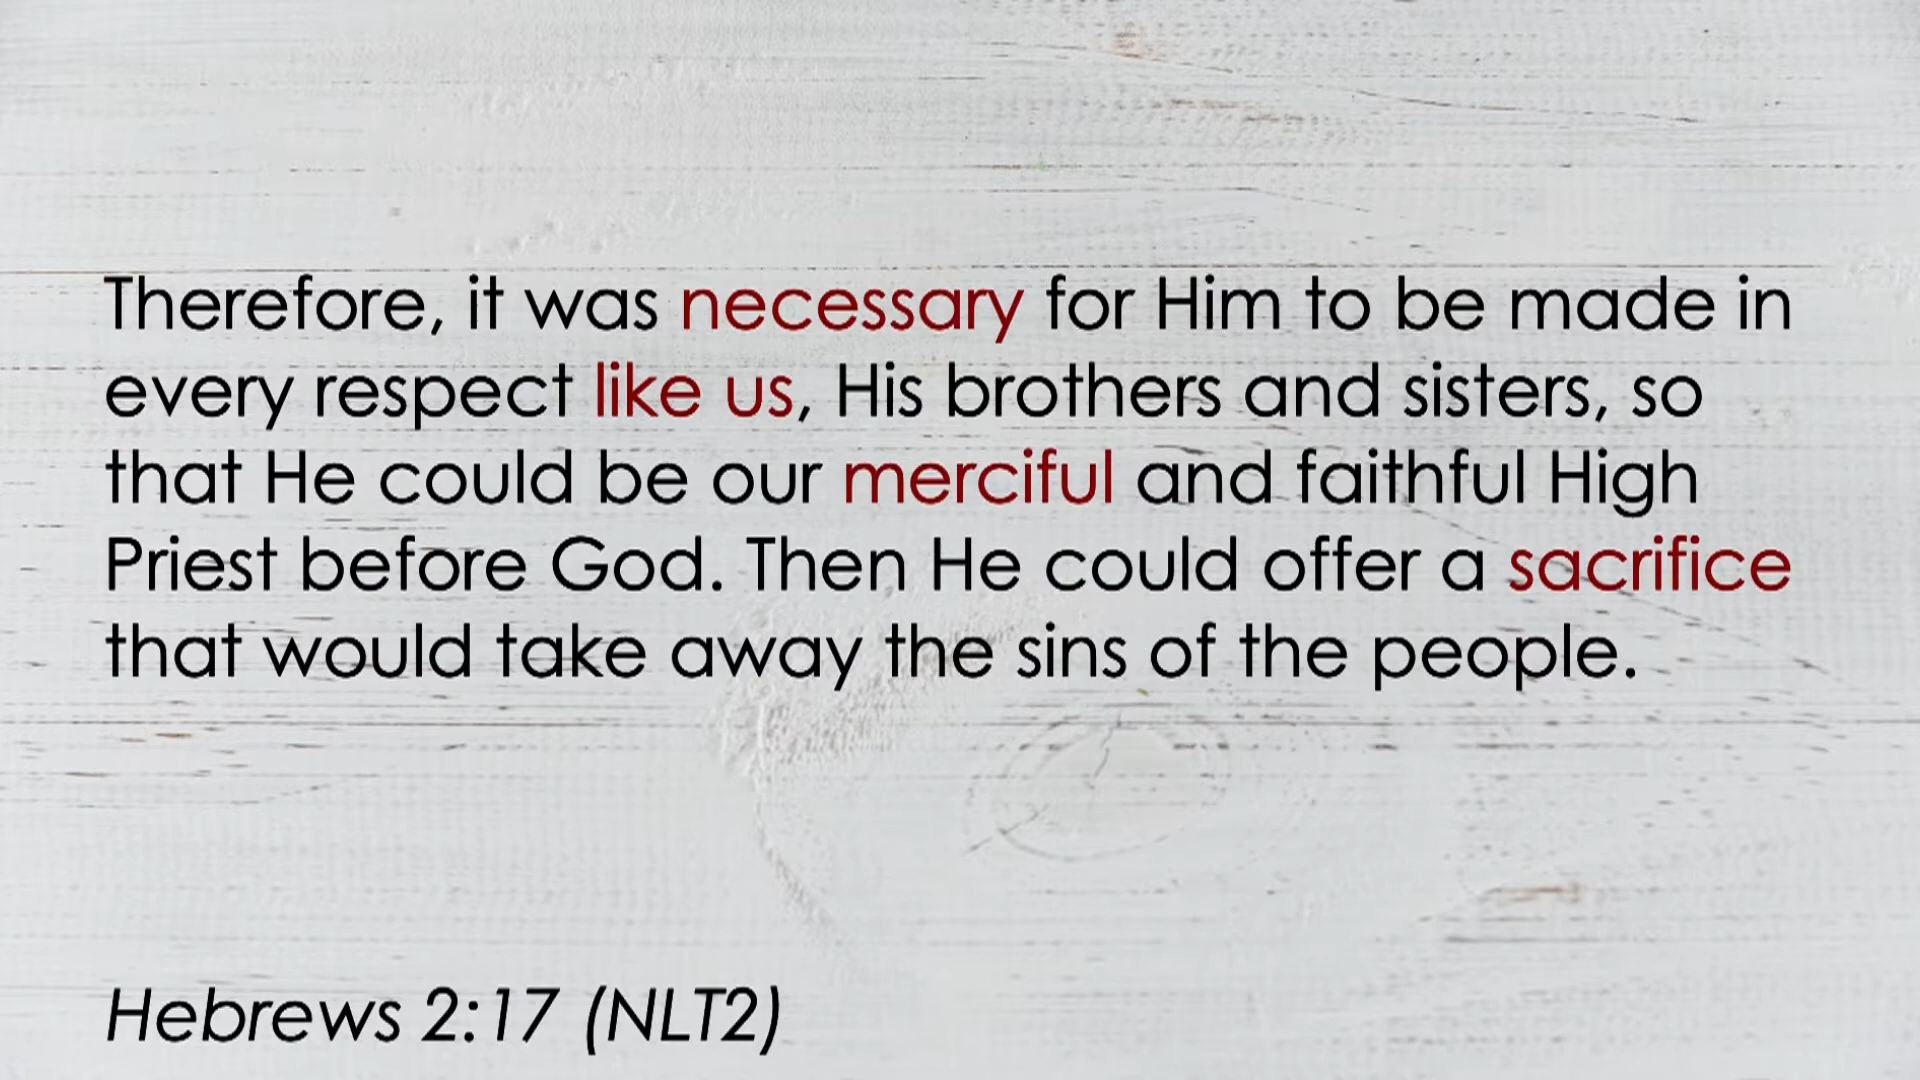 Therefore, it was necessary for Him to be made in
every respect like us, His brothers and sisters, so
that He could be our merciful and faithful High
Priest before God. Then He could offer a sacrifice
that would take away the sins of the people.
Hebrews 2:17 (NLT2)